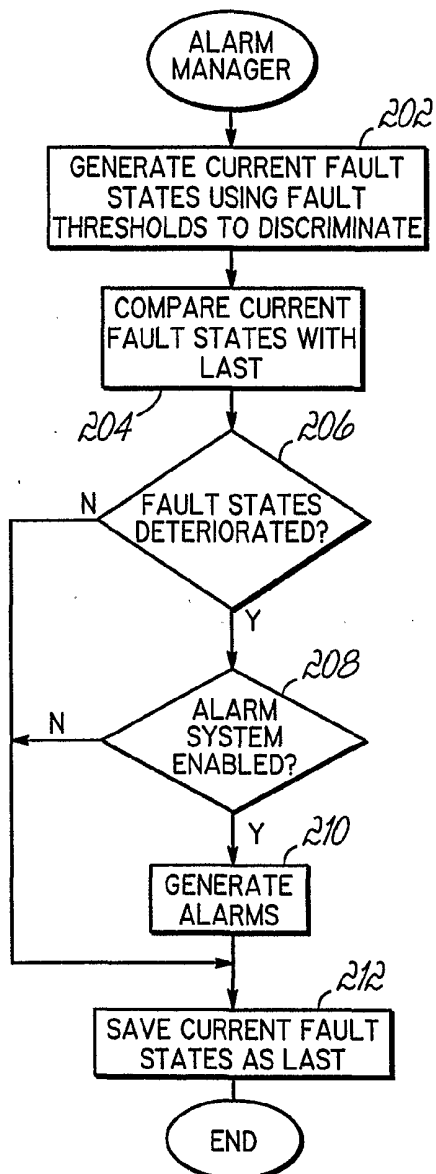 ALARM
MANAGER
202
GENERATE CURRENT FAULT
STATES USING FAULT
THRESHOLDS TO DISCRIMINATE
COMPARE CURRENT
FAULT STATES WITH
LAST
204
206
N
FAULT STATES
DETERIORATED?
Y
208
N
ALARM
SYSTEM
ENABLED?
Y
210
GENERATE
ALARMS
212
SAVE CURRENT FAULT
STATES AS LAST
END